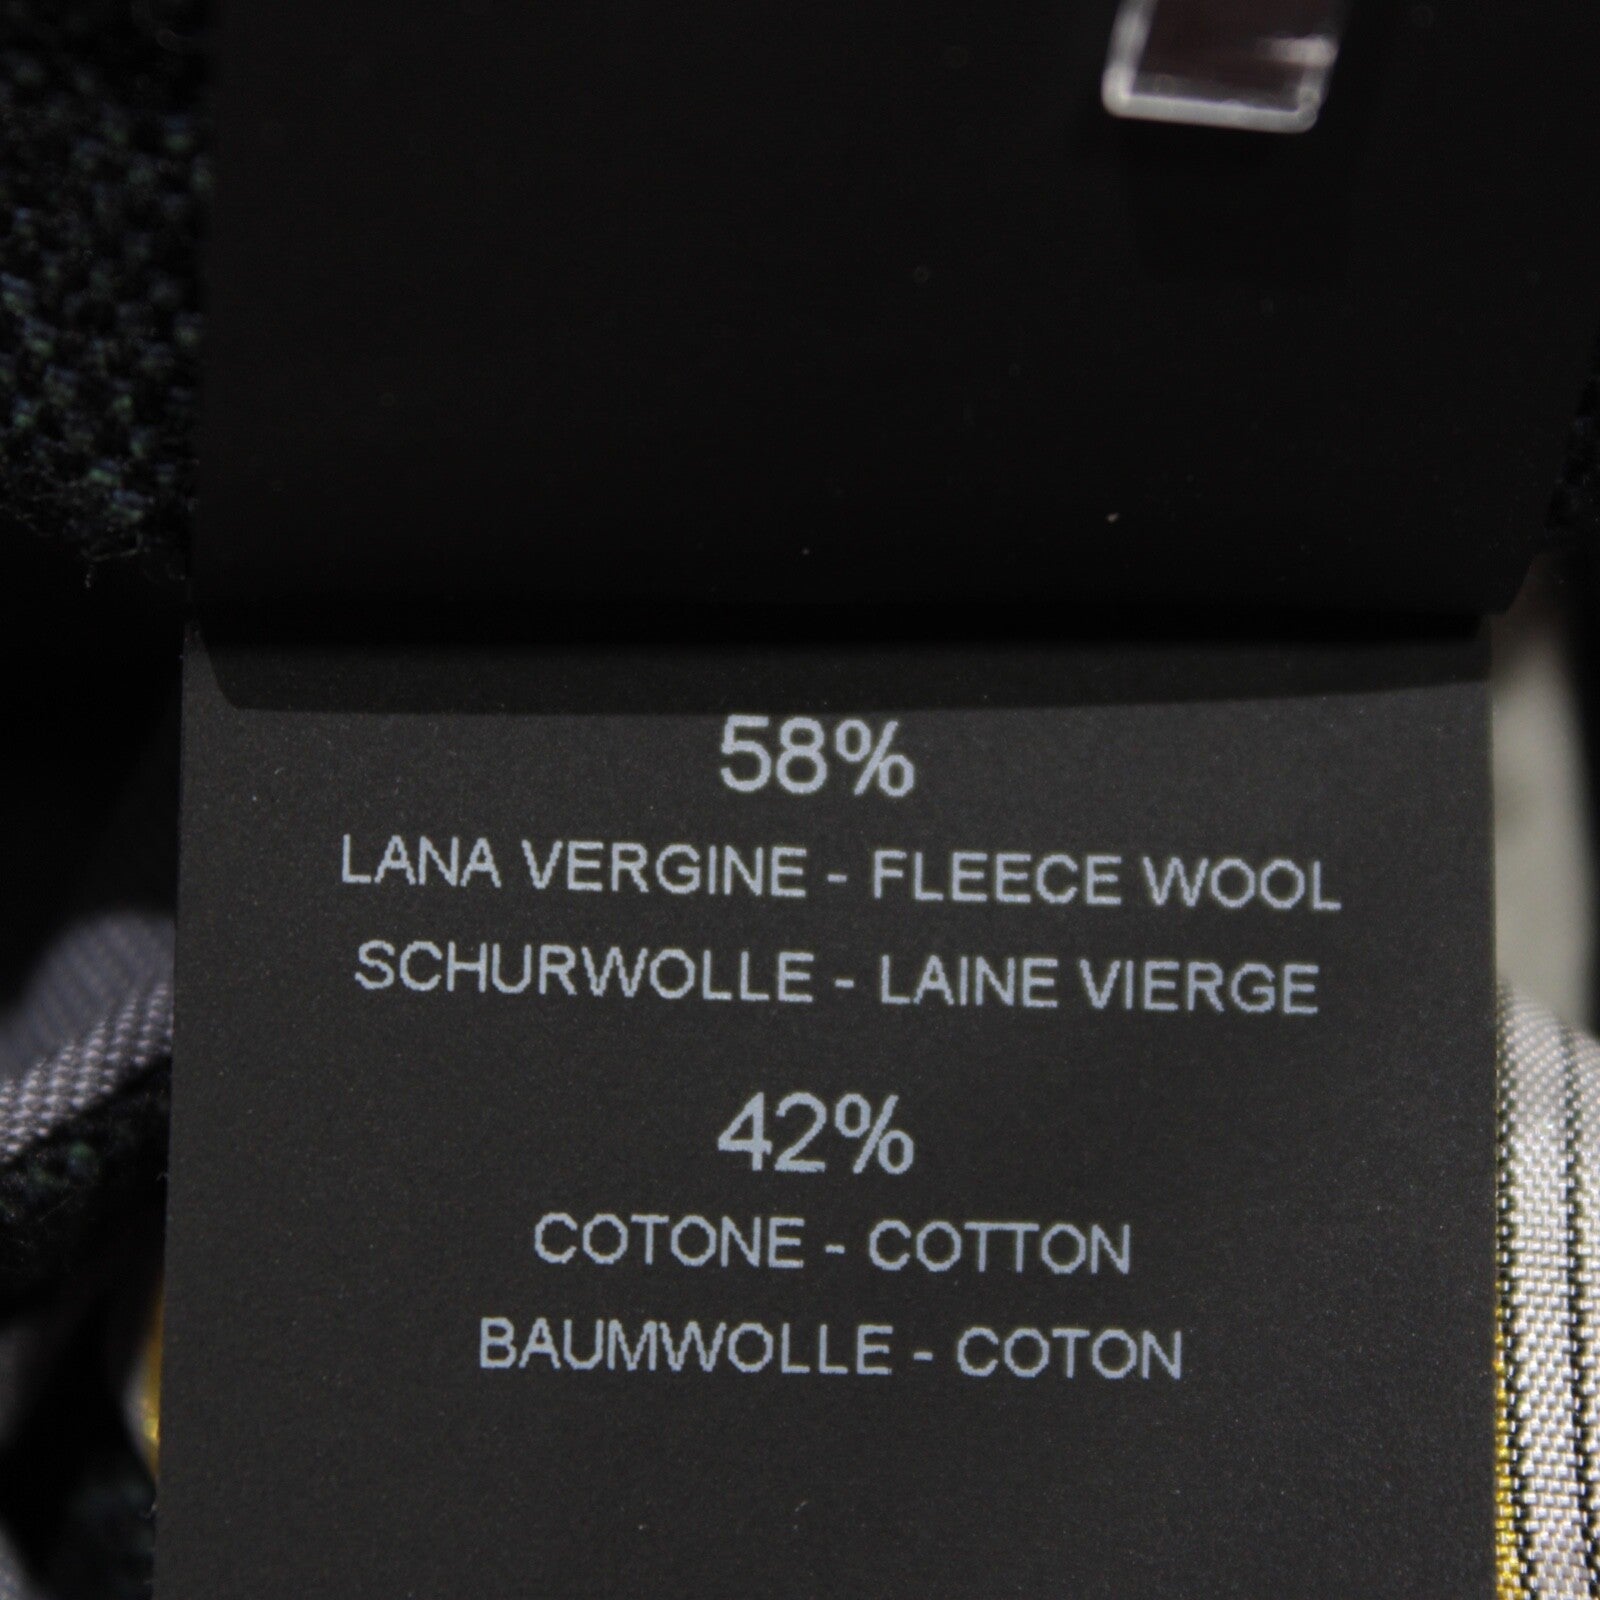 58%
LANA VERGINE - FLEECE WOOL
SCHURWOLLE - LAINE VIERGE
42%
COTONE - COTTON
BAUMWOLLE - COTON